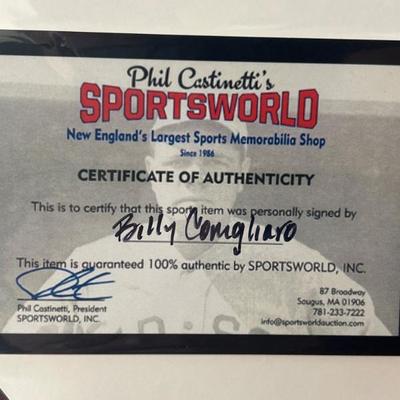 Phil Castinetti's
SPORTSWORLD
New England's Largest Sports Memorabilia Shop
Since 1986
CERTIFICATE OF AUTHENTICITY
This is to certify that this sports item was personally signed by
Billy Conigliaro
This item is guaranteed 100% authentic by SPORTSWORLD, INC.
Phil Castinetti, President
SPORTSWORLD, INC.
87 Broadway
Saugus, MA 01906
781-233-7222
info@sportsworldauction.com